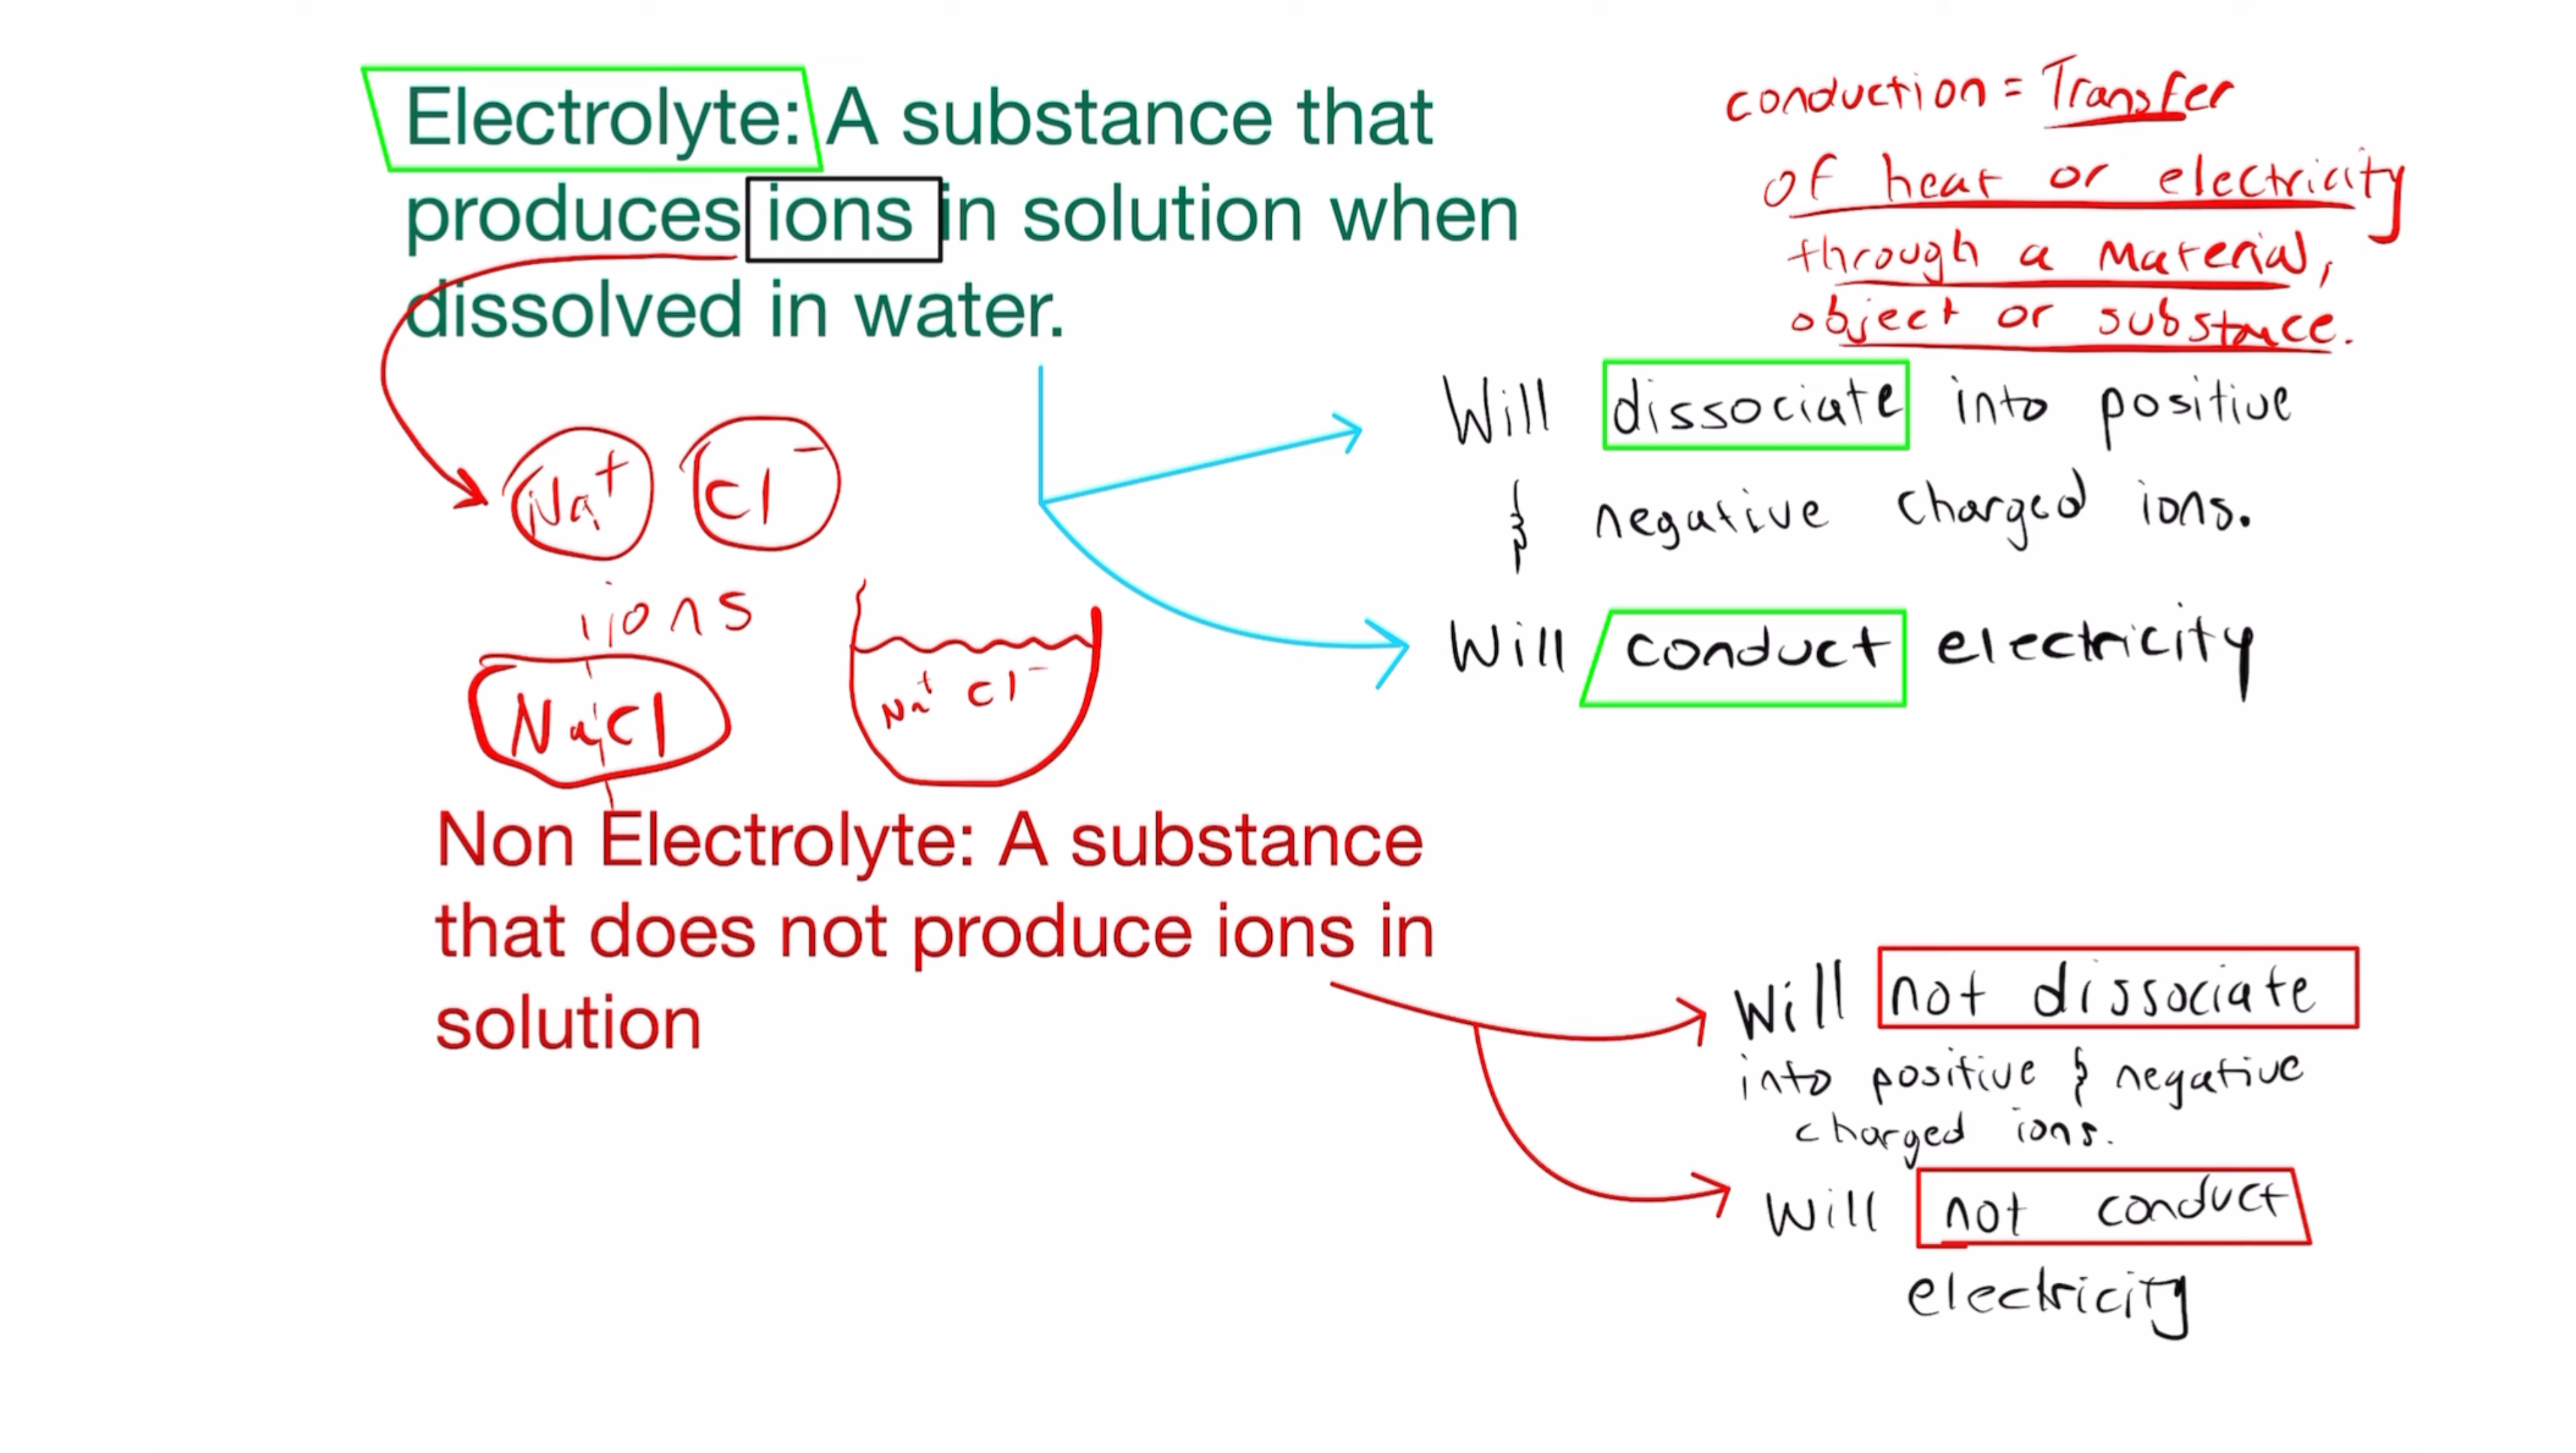 Electrolyte: A substance that
produces ions in solution when
dissolved in water.
conduction = Transfer
of heat or electricity
through a material,
object or substance.
Will dissociate into positive
& negative charged ions.
Will conduct electricity
Na+ Cl-
ions
NaCl
Na+ Cl-
Non Electrolyte: A substance
that does not produce ions in
solution
Will not dissociate
into positive & negative
charged ions.
Will not conduct
electricity